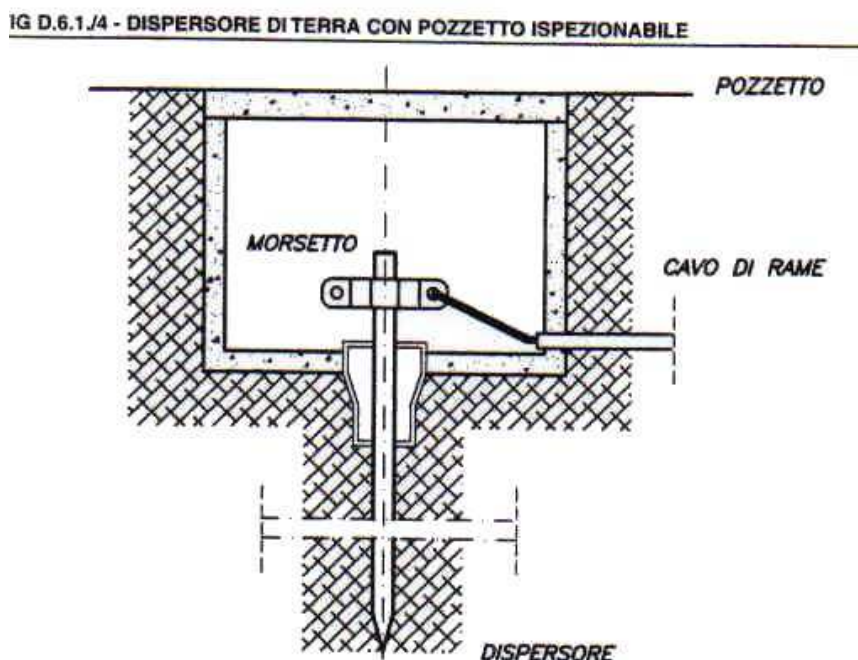 IG D.6.1./4 - DISPERSORE DI TERRA CON POZZETTO ISPEZIONABILE
POZZETTO
MORSETTO
CAVO DI RAME
DISPERSORE